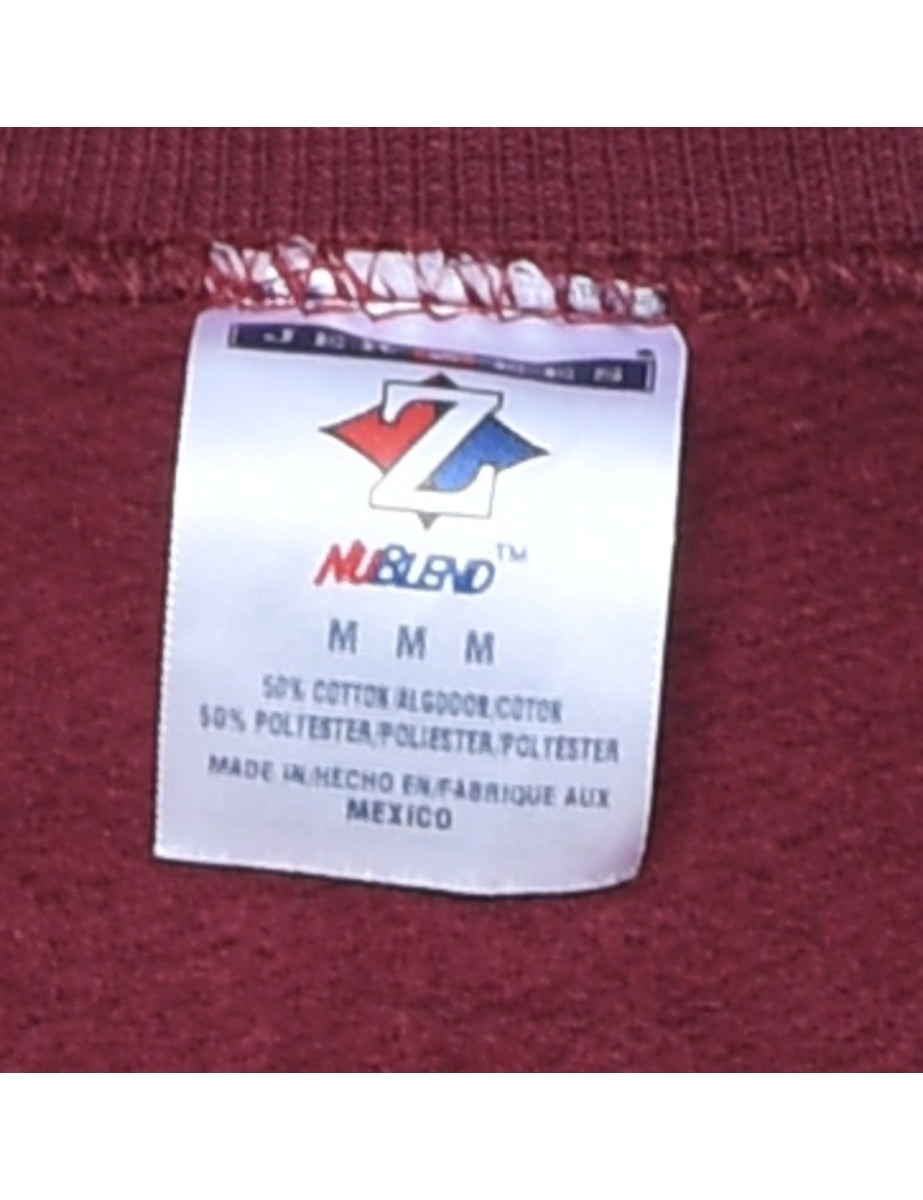 Z
NUBLEND™
M M M
50% COTTON/ALGODON/COTON
50% POLYESTER/POLIESTER/POLYESTER
MADE IN/HECHO EN/FABRIQUE AUX
MEXICO